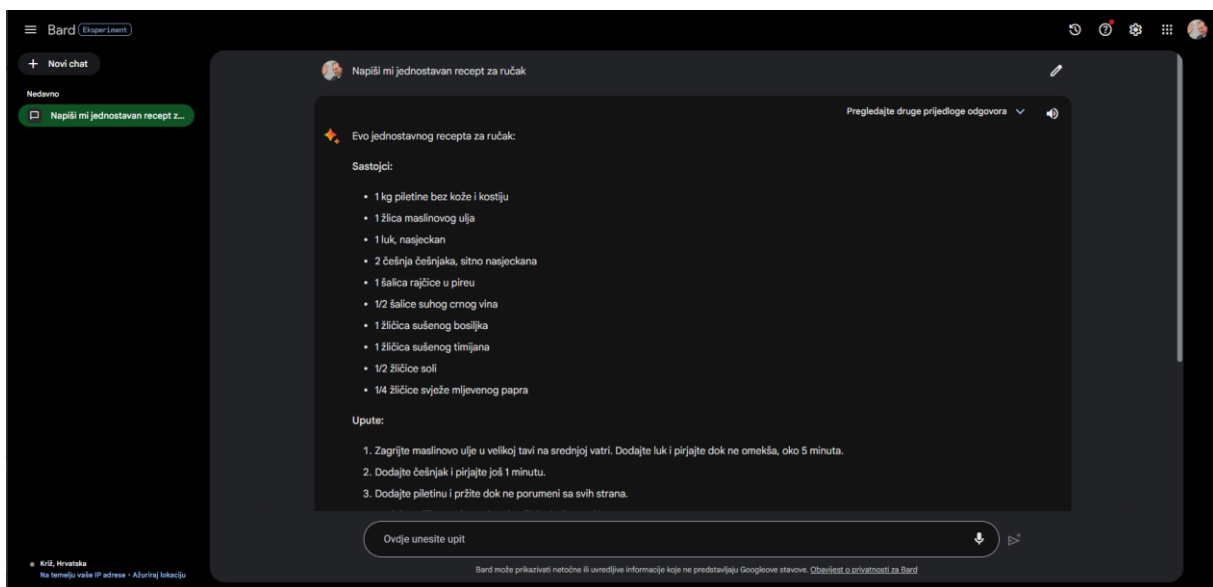 Bard Eksperiment
+ Novi chat
Nedavno
Napiši mi jednostavan recept z...
Napiši mi jednostavan recept za ručak
Pregledajte druge prijedloge odgovora
Evo jednostavnog recepta za ručak:
Sastojci:
• 1 kg piletine bez kože i kostiju
• 1 žlica maslinovog ulja
• 1 luk, nasjeckan
• 2 češnja češnjaka, sitno nasjeckana
• 1 šalica rajčice u pireu
• 1/2 šalice suhog crnog vina
• 1 žličica sušenog bosiljka
• 1 žličica sušenog timijana
• 1/2 žličice soli
• 1/4 žličice svježe mljevenog papra
Upute:
1. Zagrijte maslinovo ulje u velikoj tavi na srednjoj vatri. Dodajte luk i pirjajte dok ne omekša, oko 5 minuta.
2. Dodajte češnjak i pirjajte još 1 minutu.
3. Dodajte piletinu i pržite dok ne porumeni sa svih strana.
Ovdje unesite upit
Bard može prikazivati netočne ili uvredljive informacije koje ne predstavljaju Googleove stavove. Obavijest o privatnosti za Bard
Križ, Hrvatska
Na temelju vaše IP adrese • Ažuriraj lokaciju